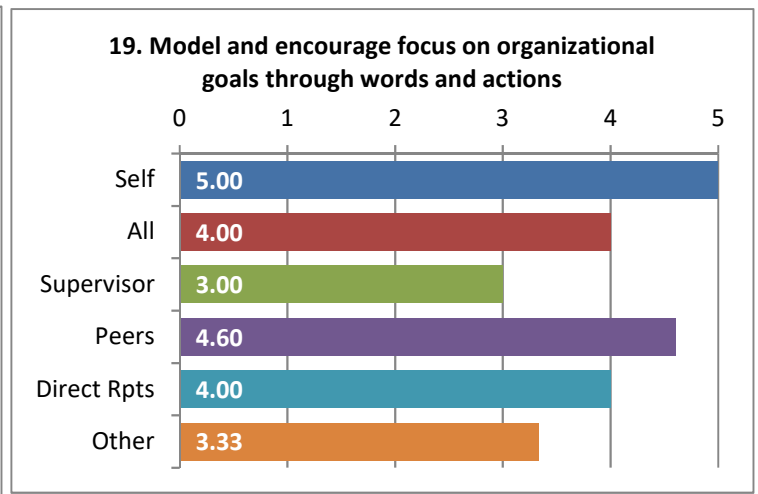 19. Model and encourage focus on organizational
goals through words and actions
0 1 2 3 4 5
Self 5.00
All 4.00
Supervisor 3.00
Peers 4.60
Direct Rpts 4.00
Other 3.33